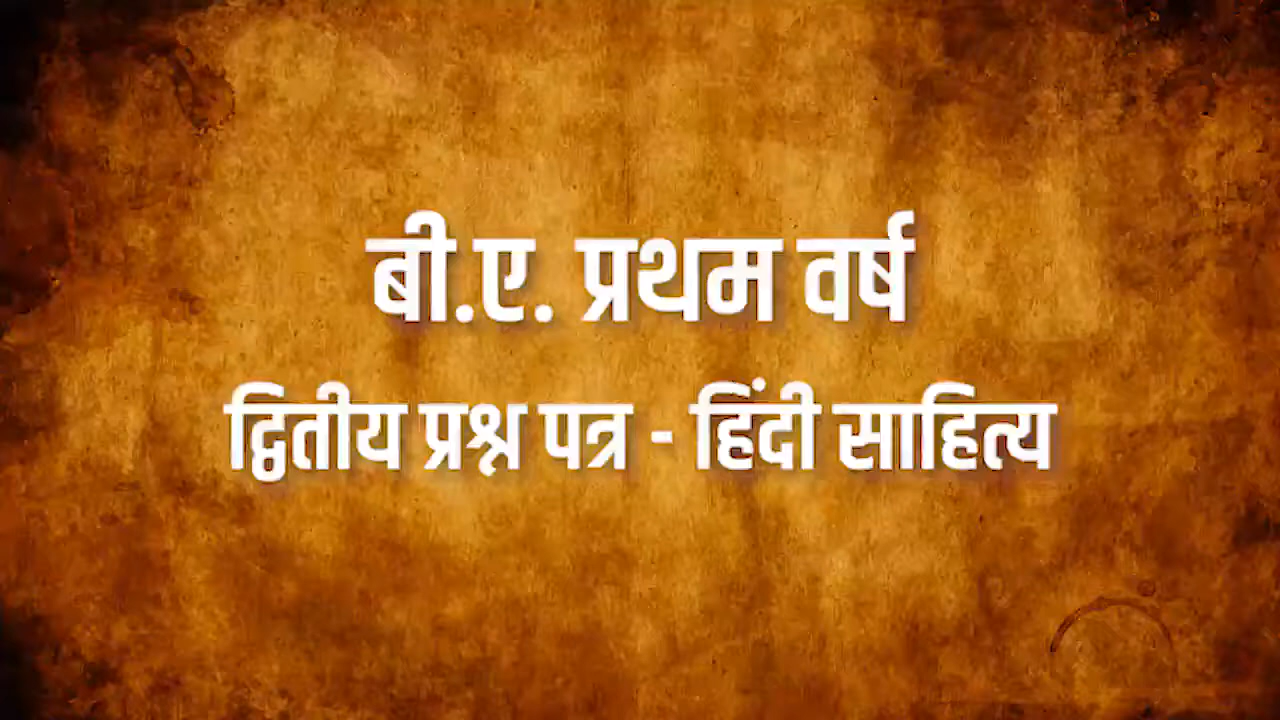 बी.ए. प्रथम वर्ष
द्वितीय प्रश्न पत्र - हिंदी साहित्य